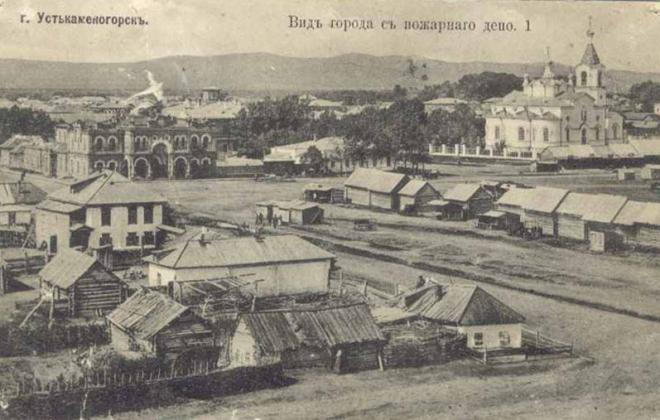 г. Устькаменогорскъ.
Видъ города съ пожарнаго депо. 1